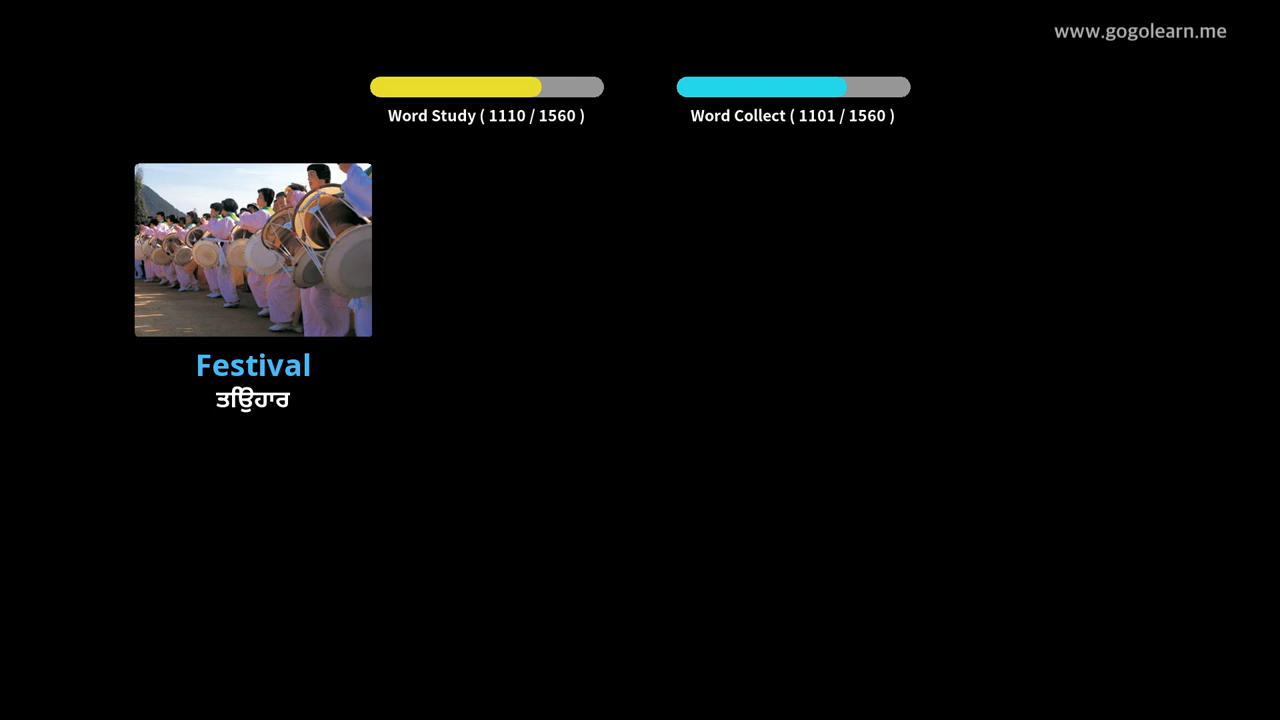 www.gogolearn.me
Word Study ( 1110 / 1560 )
Word Collect ( 1101 / 1560 )
Festival
ਤਉਿਹਾਰ